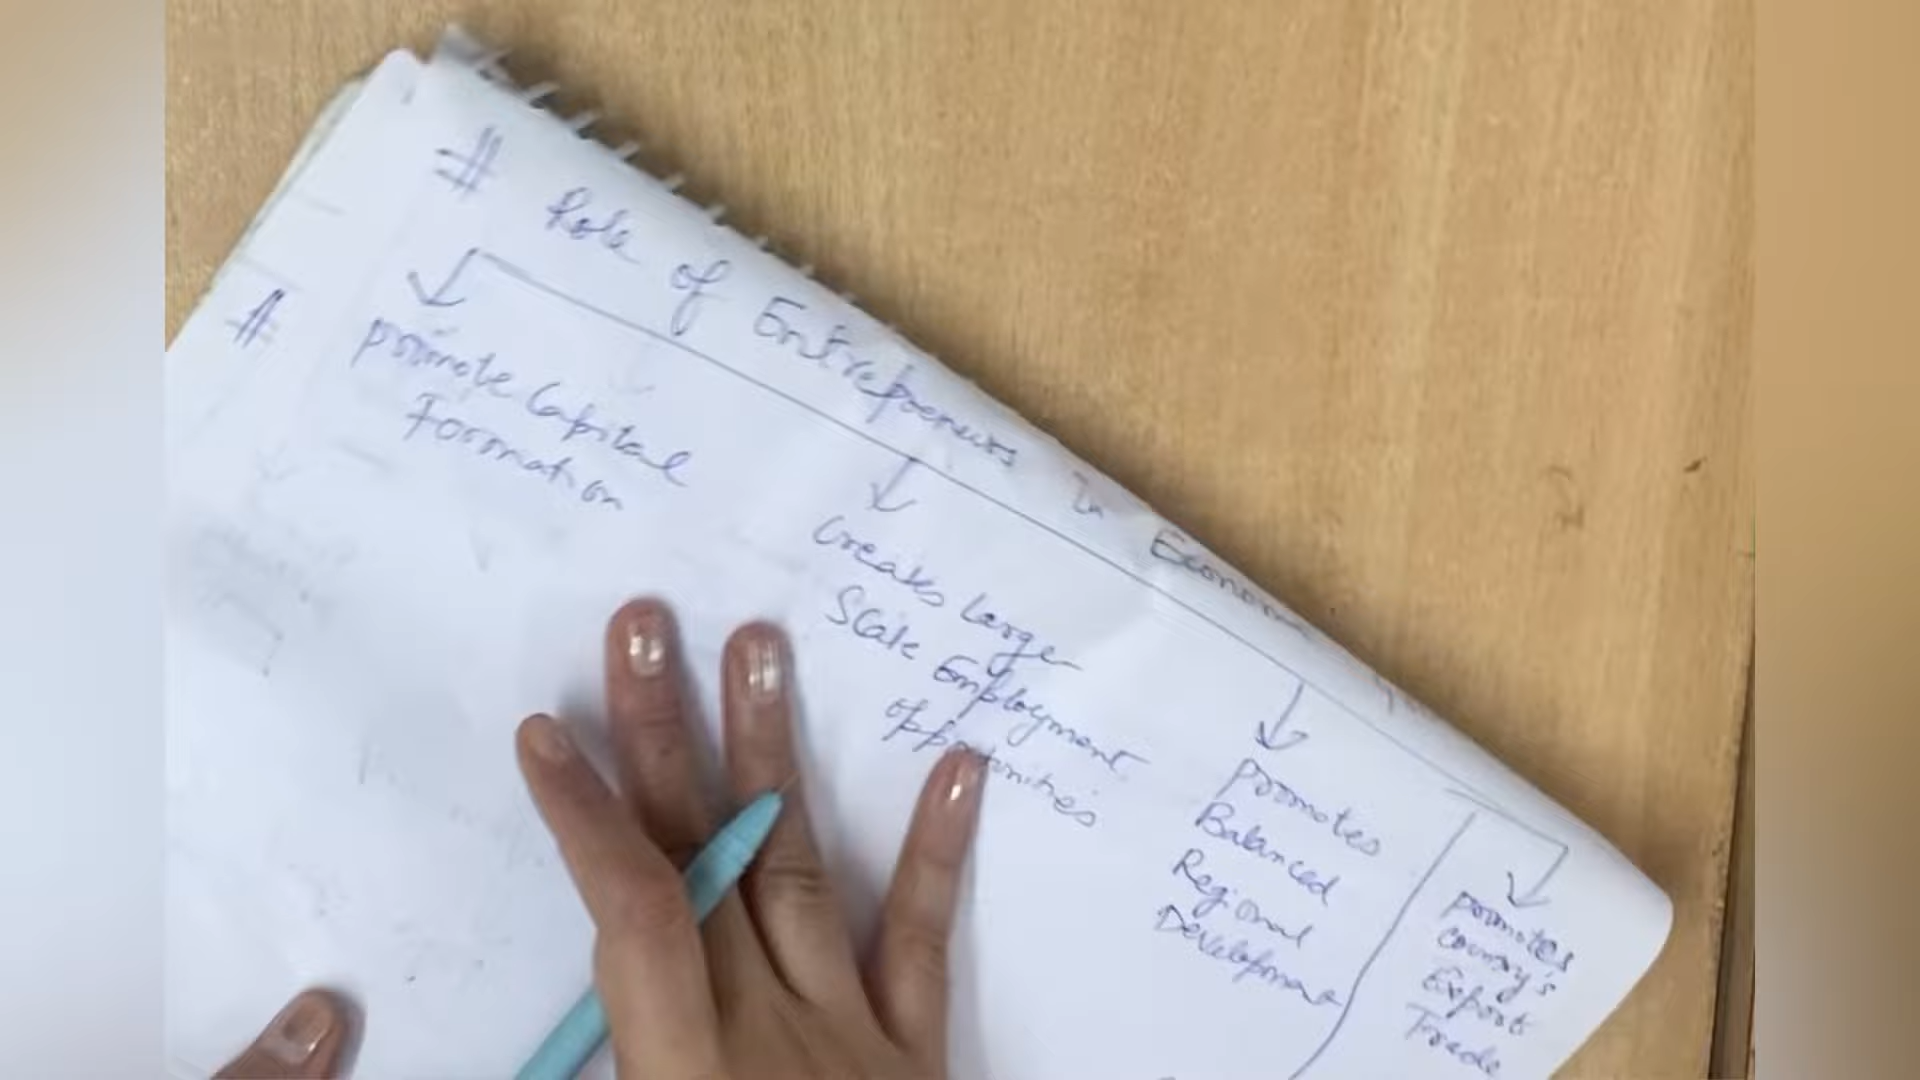 # Role of Entrepreneurs In Economic
promote Capital
Formation
Creates large
Scale Employment
opportunities
promotes
Balanced
Regional
Development
promotes
country's
Export
Trade
#